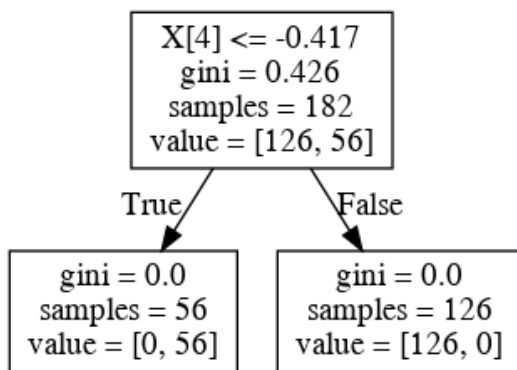 X[4] <= -0.417
gini = 0.426
samples = 182
value = [126, 56]
True
False
gini = 0.0
samples = 56
value = [0, 56]
gini = 0.0
samples = 126
value = [126, 0]